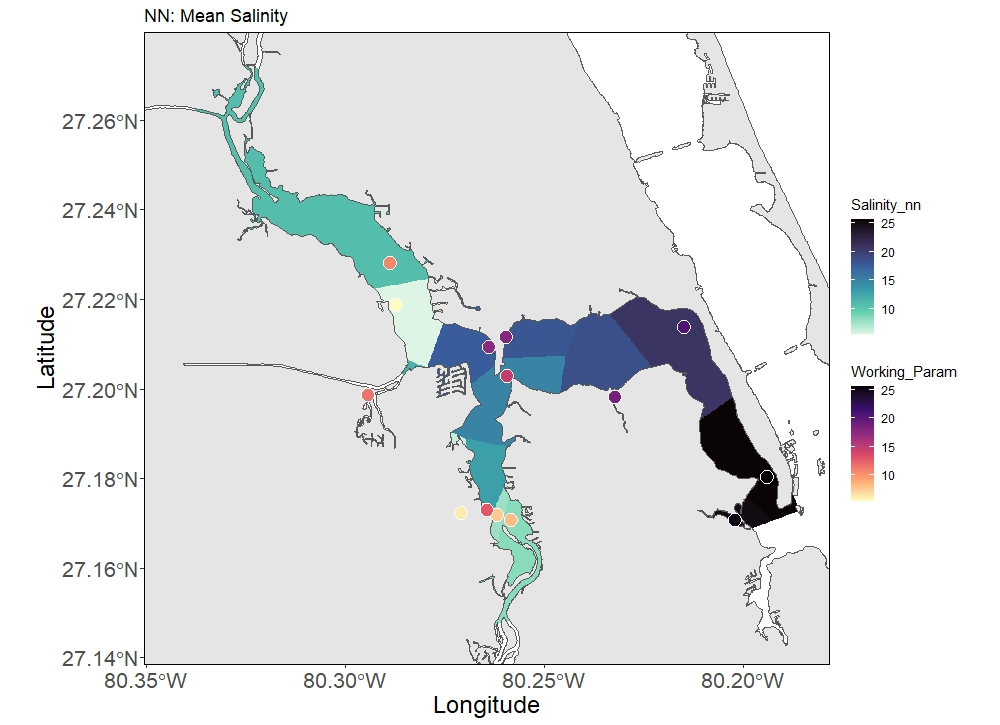 NN: Mean Salinity
Latitude
27.26°N
27.24°N
27.22°N
27.20°N
27.18°N
27.16°N
27.14°N
80.35°W
80.30°W
80.25°W
80.20°W
Longitude
Salinity_nn
25
20
15
10
Working_Param
25
20
15
10